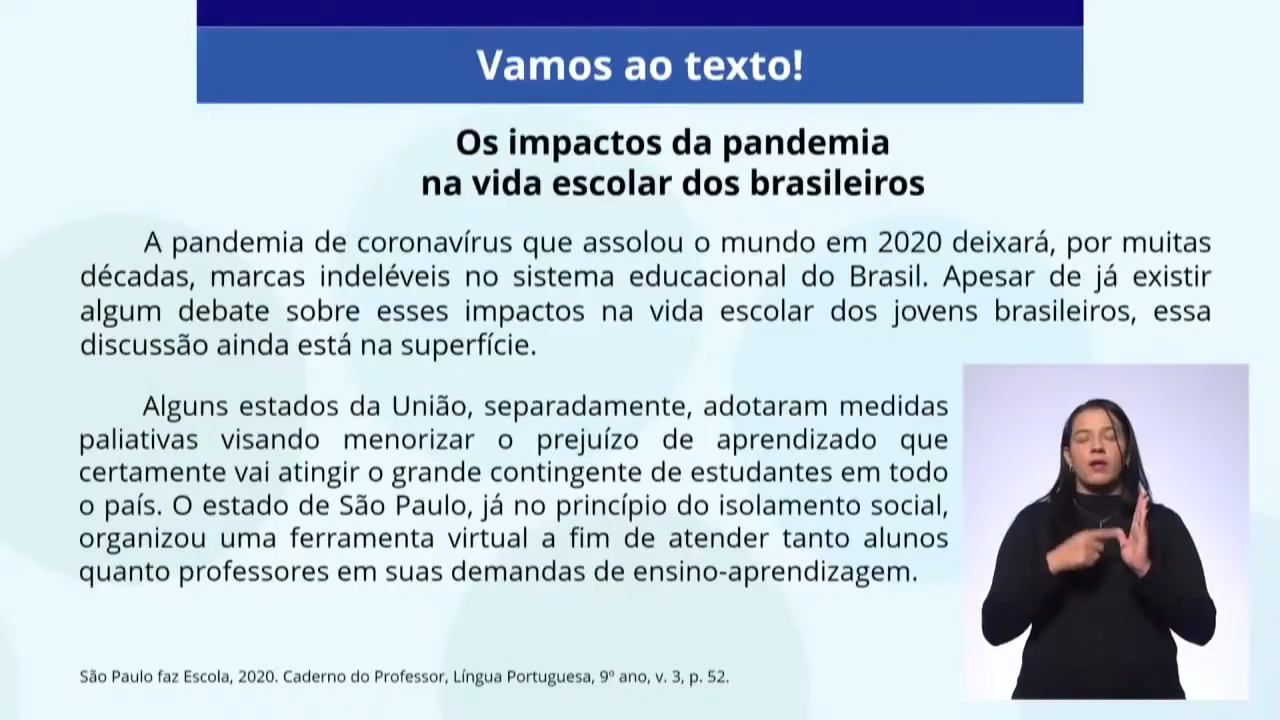 Vamos ao texto!
Os impactos da pandemia
na vida escolar dos brasileiros
A pandemia de coronavírus que assolou o mundo em 2020 deixará, por muitas
décadas, marcas indeléveis no sistema educacional do Brasil. Apesar de já existir
algum debate sobre esses impactos na vida escolar dos jovens brasileiros, essa
discussão ainda está na superfície.
Alguns estados da União, separadamente, adotaram medidas
paliativas visando menorizar o prejuízo de aprendizado que
certamente vai atingir o grande contingente de estudantes em todo
o país. O estado de São Paulo, já no princípio do isolamento social,
organizou uma ferramenta virtual a fim de atender tanto alunos
quanto professores em suas demandas de ensino-aprendizagem.
São Paulo faz Escola, 2020. Caderno do Professor, Língua Portuguesa, 9º ano, v. 3, p. 52.